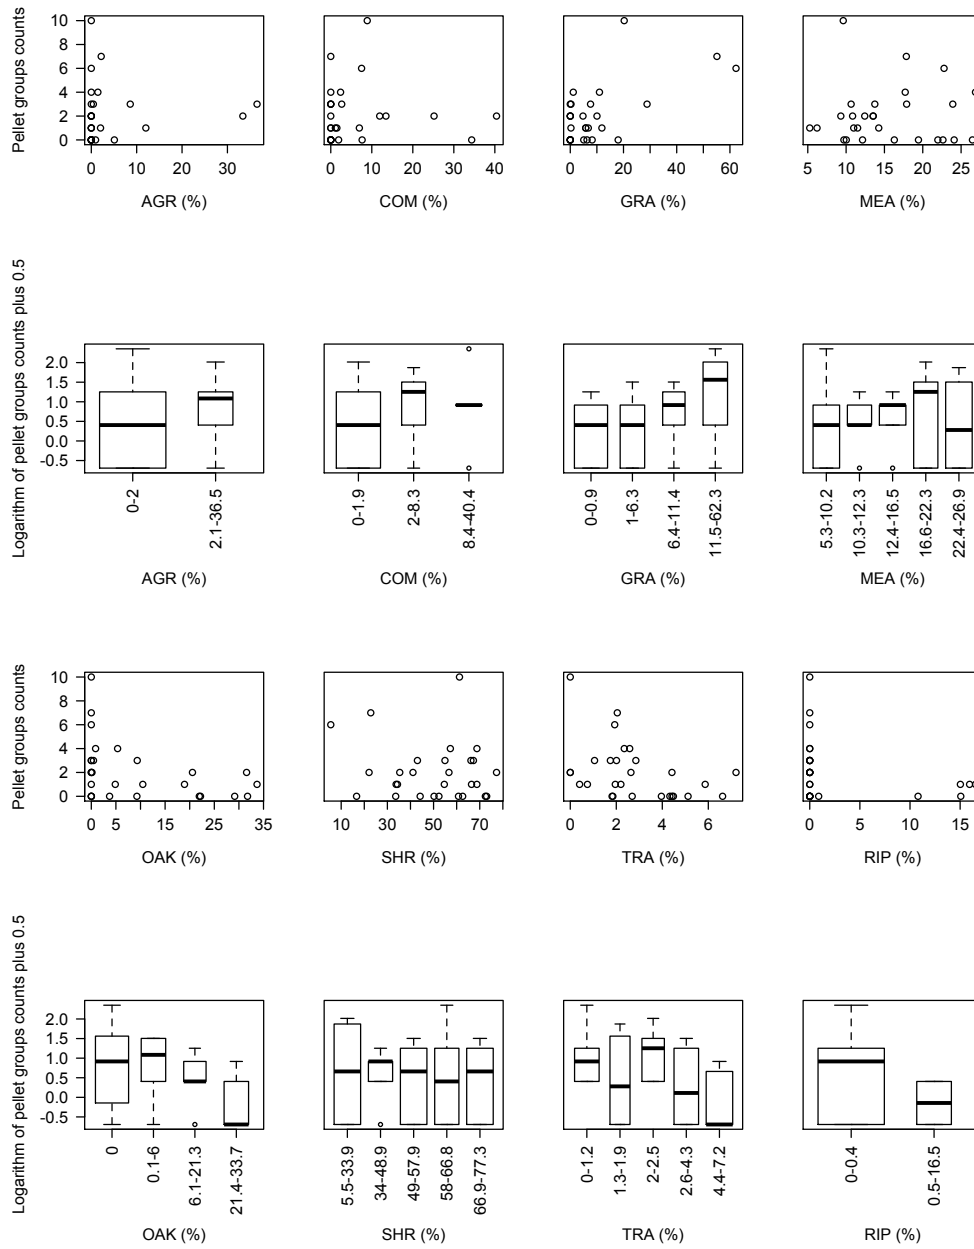 Pellet groups counts
10
8
6
4
2
0
0 10 20 30
AGR (%)
0 10 20 30 40
COM (%)
0 20 40 60
GRA (%)
5 10 15 20 25
MEA (%)
Logarithm of pellet groups counts plus 0.5
2.0
1.5
1.0
0.5
0.0
-0.5
0-2
2.1-36.5
AGR (%)
0-1.9
2-8.3
8.4-40.4
COM (%)
0-0.9
1-6.3
6.4-11.4
11.5-62.3
GRA (%)
5.3-10.2
10.3-12.3
12.4-16.5
16.6-22.3
22.4-26.9
MEA (%)
Pellet groups counts
10
8
6
4
2
0
0 5 15 25 35
OAK (%)
10 30 50 70
SHR (%)
0 2 4 6
TRA (%)
0 5 10 15
RIP (%)
Logarithm of pellet groups counts plus 0.5
2.0
1.5
1.0
0.5
0.0
-0.5
0
0.1-6
6.1-21.3
21.4-33.7
OAK (%)
5.5-33.9
34-48.9
49-57.9
58-66.8
66.9-77.3
SHR (%)
0-1.2
1.3-1.9
2-2.5
2.6-4.3
4.4-7.2
TRA (%)
0-0.4
0.5-16.5
RIP (%)